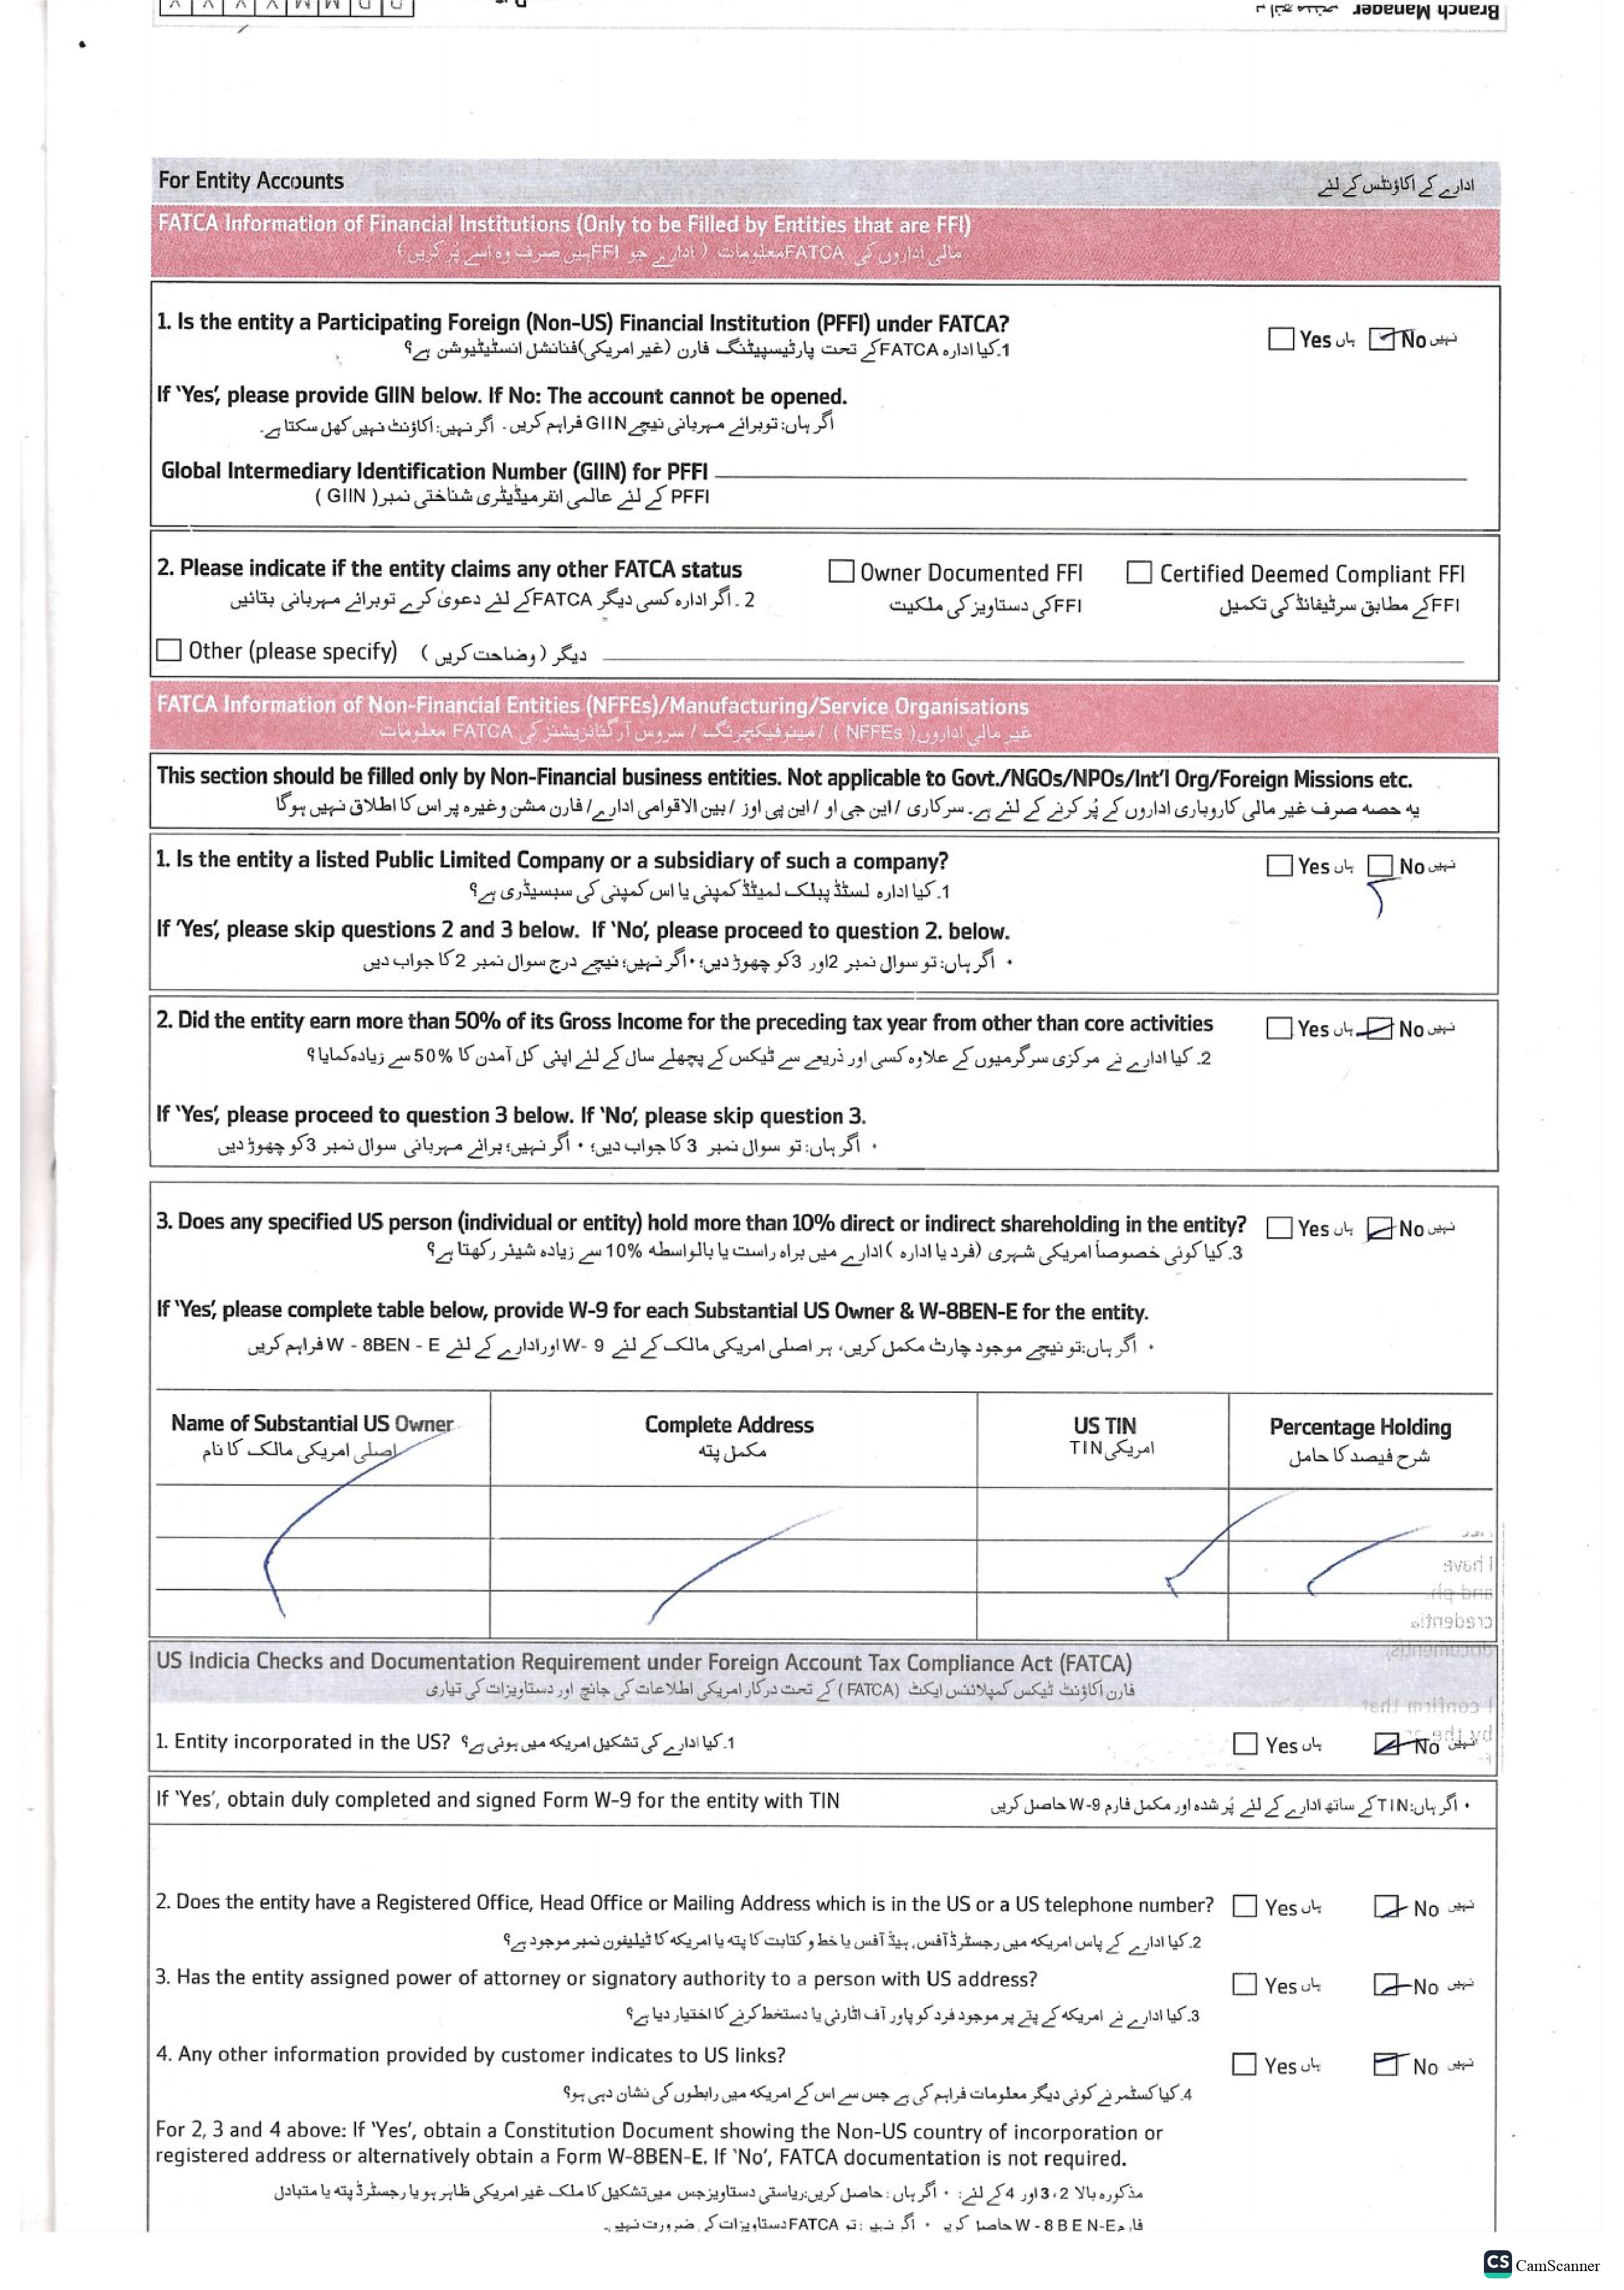 Branch Manager
D D M M Y Y Y Y
For Entity Accounts ادارے کے اکاؤنٹس کے لئے
FATCA Information of Financial Institutions (Only to be Filled by Entities that are FFI)
مالی اداروں کی FATCA معلومات (ادارے جو FFI ہیں صرف وہ اسے پُر کریں)
1. Is the entity a Participating Foreign (Non-US) Financial Institution (PFFI) under FATCA? Yes ہاں No نہیں
1. کیا ادارہ FATCA کے تحت پارٹیسپیٹنگ فارن (غیر امریکی) فنانشل انسٹیٹیوشن ہے؟
If 'Yes', please provide GIIN below. If No: The account cannot be opened.
اگر ہاں: تو برائے مہربانی نیچے GIIN فراہم کریں۔ اگر نہیں: اکاؤنٹ نہیں کھل سکتا ہے۔
Global Intermediary Identification Number (GIIN) for PFFI
PFFI کے لئے عالمی انٹرمیڈیٹری شناختی نمبر (GIIN)
2. Please indicate if the entity claims any other FATCA status Owner Documented FFI Certified Deemed Compliant FFI
2. اگر ادارہ کسی دیگر FATCA کے لئے دعویٰ کرے تو برائے مہربانی بتائیں FFI کی دستاویز کی ملکیت FFI کے مطابق سرٹیفائڈ کی تکمیل
Other (please specify) دیگر (وضاحت کریں)
FATCA Information of Non-Financial Entities (NFFEs)/Manufacturing/Service Organisations
غیر مالی اداروں (NFFEs) / مینوفیکچرنگ / سروس آرگنائزیشنز کی FATCA معلومات
This section should be filled only by Non-Financial business entities. Not applicable to Govt./NGOs/NPOs/Int'l Org/Foreign Missions etc.
یہ حصہ صرف غیر مالی کاروباری اداروں کے پُر کرنے کے لئے ہے۔ سرکاری / این جی او / این پی اوز / بین الاقوامی ادارے / فارن مشن وغیرہ پر اس کا اطلاق نہیں ہوگا
1. Is the entity a listed Public Limited Company or a subsidiary of such a company? Yes ہاں No نہیں
1. کیا ادارہ لسٹڈ پبلک لمیٹڈ کمپنی یا اس کمپنی کی سبسیڈری ہے؟
If 'Yes', please skip questions 2 and 3 below. If 'No', please proceed to question 2. below.
• اگر ہاں: تو سوال نمبر 2 اور 3 کو چھوڑ دیں؛ • اگر نہیں؛ نیچے درج سوال نمبر 2 کا جواب دیں
2. Did the entity earn more than 50% of its Gross Income for the preceding tax year from other than core activities Yes ہاں No نہیں
2. کیا ادارے نے مرکزی سرگرمیوں کے علاوہ کسی اور ذریعے سے ٹیکس کے پچھلے سال کے لئے اپنی کل آمدن کا 50% سے زیادہ کمایا؟
If 'Yes', please proceed to question 3 below. If 'No', please skip question 3.
• اگر ہاں: تو سوال نمبر 3 کا جواب دیں؛ • اگر نہیں؛ برائے مہربانی سوال نمبر 3 کو چھوڑ دیں
3. Does any specified US person (individual or entity) hold more than 10% direct or indirect shareholding in the entity? Yes ہاں No نہیں
3. کیا کوئی خصوصاً امریکی شہری (فرد یا ادارہ) ادارے میں براہ راست یا بالواسطہ 10% سے زیادہ شیئر رکھتا ہے؟
If 'Yes', please complete table below, provide W-9 for each Substantial US Owner & W-8BEN-E for the entity.
• اگر ہاں: تو نیچے موجود چارٹ مکمل کریں، ہر اصلی امریکی مالک کے لئے W- 9 اور ادارے کے لئے W - 8BEN - E فراہم کریں
Name of Substantial US Owner Complete Address US TIN Percentage Holding
اصلی امریکی مالک کا نام مکمل پتہ امریکی TIN شرح فیصد کا حامل
US Indicia Checks and Documentation Requirement under Foreign Account Tax Compliance Act (FATCA)
فارن اکاؤنٹ ٹیکس کمپلائنس ایکٹ (FATCA) کے تحت درکار امریکی اطلاعات کی جانچ اور دستاویزات کی تیاری
1. Entity incorporated in the US? 1. کیا ادارے کی تشکیل امریکہ میں ہوئی ہے؟ Yes ہاں No نہیں
If 'Yes', obtain duly completed and signed Form W-9 for the entity with TIN • اگر ہاں: TIN کے ساتھ ادارے کے لئے پُر شدہ اور مکمل فارم W-9 حاصل کریں
2. Does the entity have a Registered Office, Head Office or Mailing Address which is in the US or a US telephone number? Yes ہاں No نہیں
2. کیا ادارے کے پاس امریکہ میں رجسٹرڈ آفس، ہیڈ آفس یا خط و کتابت کا پتہ یا امریکہ کا ٹیلیفون نمبر موجود ہے؟
3. Has the entity assigned power of attorney or signatory authority to a person with US address? Yes ہاں No نہیں
3. کیا ادارے نے امریکہ کے پتے پر موجود فرد کو پاور آف اٹارنی یا دستخط کرنے کا اختیار دیا ہے؟
4. Any other information provided by customer indicates to US links? Yes ہاں No نہیں
4. کیا کسٹمر نے کوئی دیگر معلومات فراہم کی ہے جس سے اس کے امریکہ میں رابطوں کی نشان دہی ہو؟
For 2, 3 and 4 above: If 'Yes', obtain a Constitution Document showing the Non-US country of incorporation or
registered address or alternatively obtain a Form W-8BEN-E. If 'No', FATCA documentation is not required.
مذکورہ بالا 2، 3 اور 4 کے لئے: • اگر ہاں: حاصل کریں: ریاستی دستاویز جس میں تشکیل کا ملک غیر امریکی ظاہر ہو یا رجسٹرڈ پتہ یا متبادل
فارم W - 8 B E N-E حاصل کریں • اگر نہیں: تو FATCA دستاویزات کی ضرورت نہیں۔
CS CamScanner